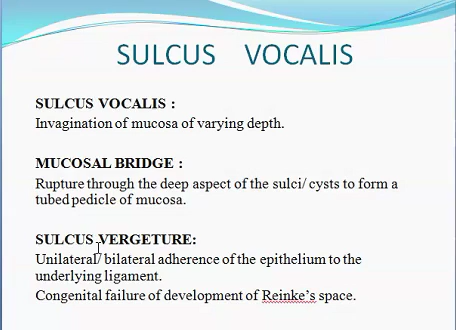 SULCUS VOCALIS
SULCUS VOCALIS :
Invagination of mucosa of varying depth.
MUCOSAL BRIDGE :
Rupture through the deep aspect of the sulci/ cysts to form a
tubed pedicle of mucosa.
SULCUS VERGETURE:
Unilateral/ bilateral adherence of the epithelium to the
underlying ligament.
Congenital failure of development of Reinke's space.